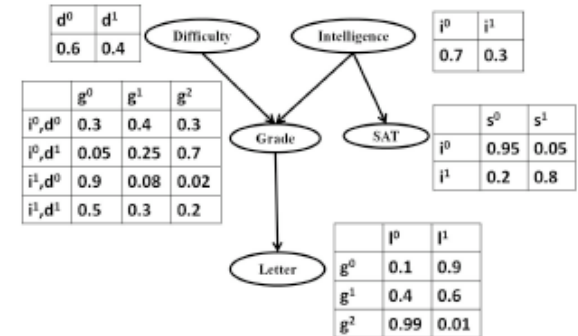 d⁰ d¹
0.6 0.4
Difficulty
Intelligence
i⁰ i¹
0.7 0.3
g⁰ g¹ g²
i⁰,d⁰ 0.3 0.4 0.3
i⁰,d¹ 0.05 0.25 0.7
i¹,d⁰ 0.9 0.08 0.02
i¹,d¹ 0.5 0.3 0.2
Grade
SAT
s⁰ s¹
i⁰ 0.95 0.05
i¹ 0.2 0.8
Letter
l⁰ l¹
g⁰ 0.1 0.9
g¹ 0.4 0.6
g² 0.99 0.01